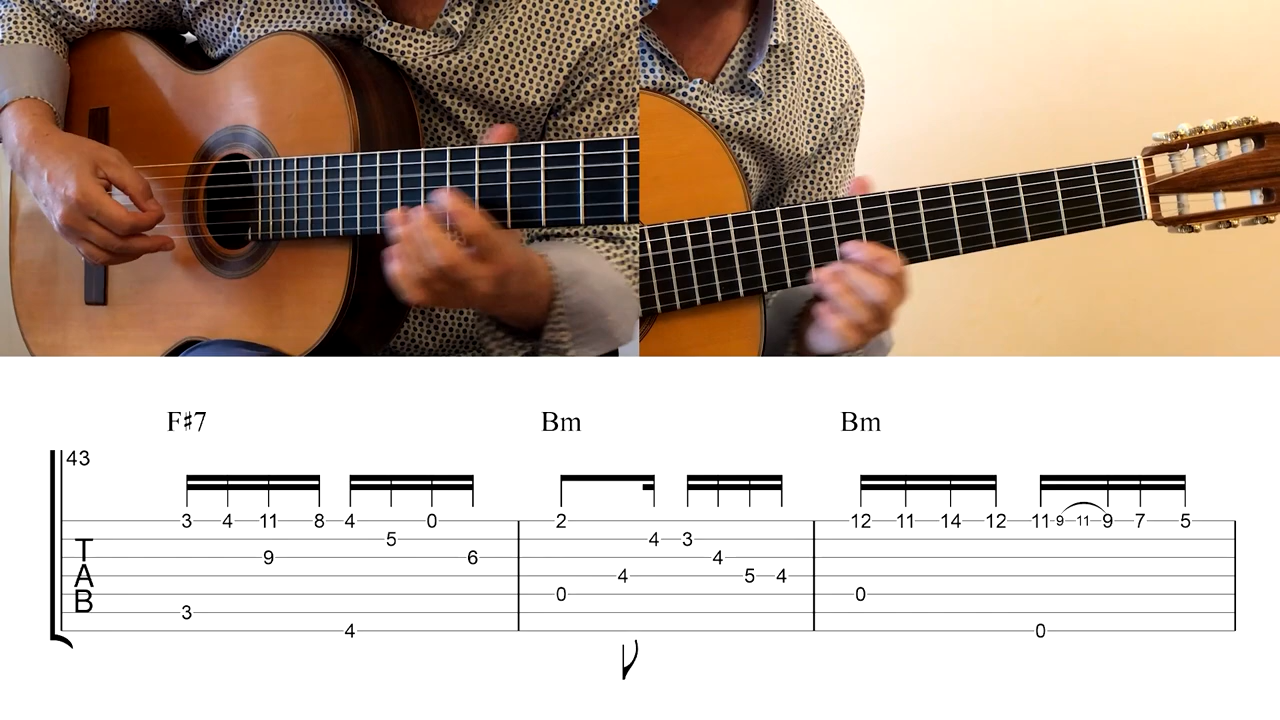 F♯7 Bm Bm
43
3 4 11 8 4 0 2 12 11 14 12 11 9 11 9 7 5
5 4 3
T 9 6 4
A 4 5 4
B 0 0
3
4 0